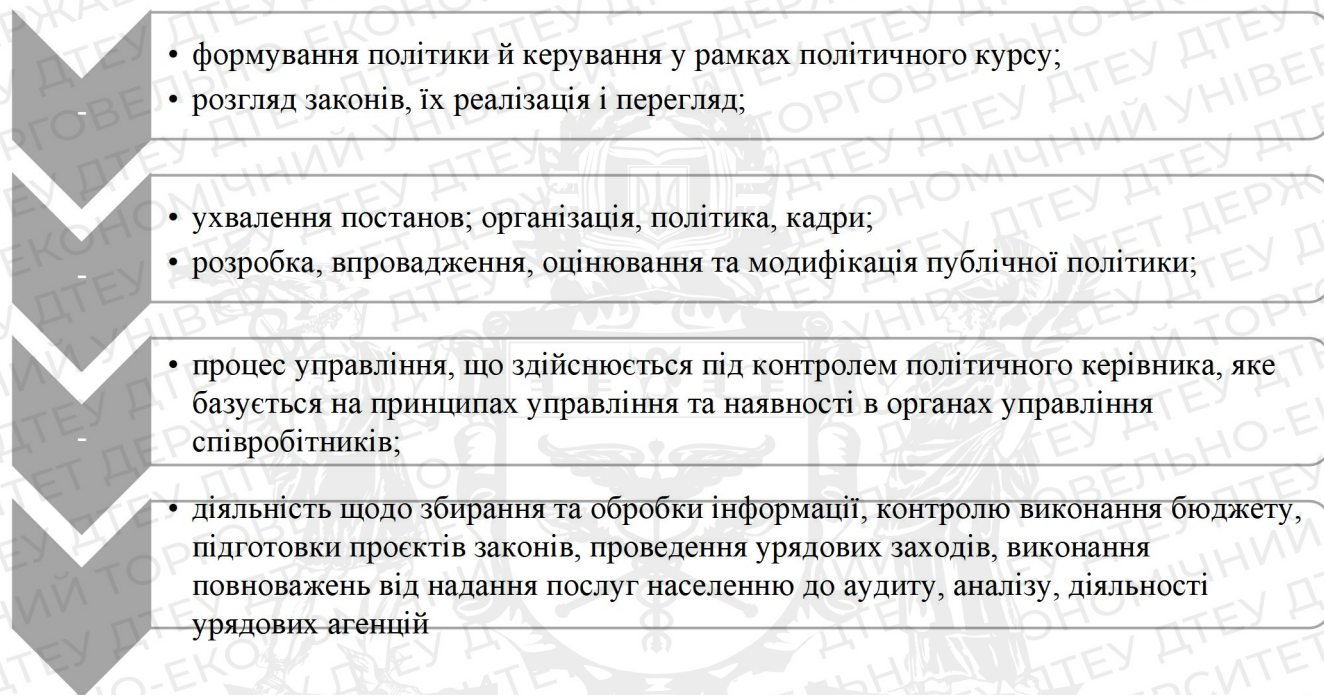 • формування політики й керування у рамках політичного курсу;
• розгляд законів, їх реалізація і перегляд;
-
• ухвалення постанов; організація, політика, кадри;
• розробка, впровадження, оцінювання та модифікація публічної політики;
-
• процес управління, що здійснюється під контролем політичного керівника, яке
базується на принципах управління та наявності в органах управління
співробітників;
-
• діяльність щодо збирання та обробки інформації, контролю виконання бюджету,
підготовки проєктів законів, проведення урядових заходів, виконання
повноважень від надання послуг населенню до аудиту, аналізу, діяльності
урядових агенцій